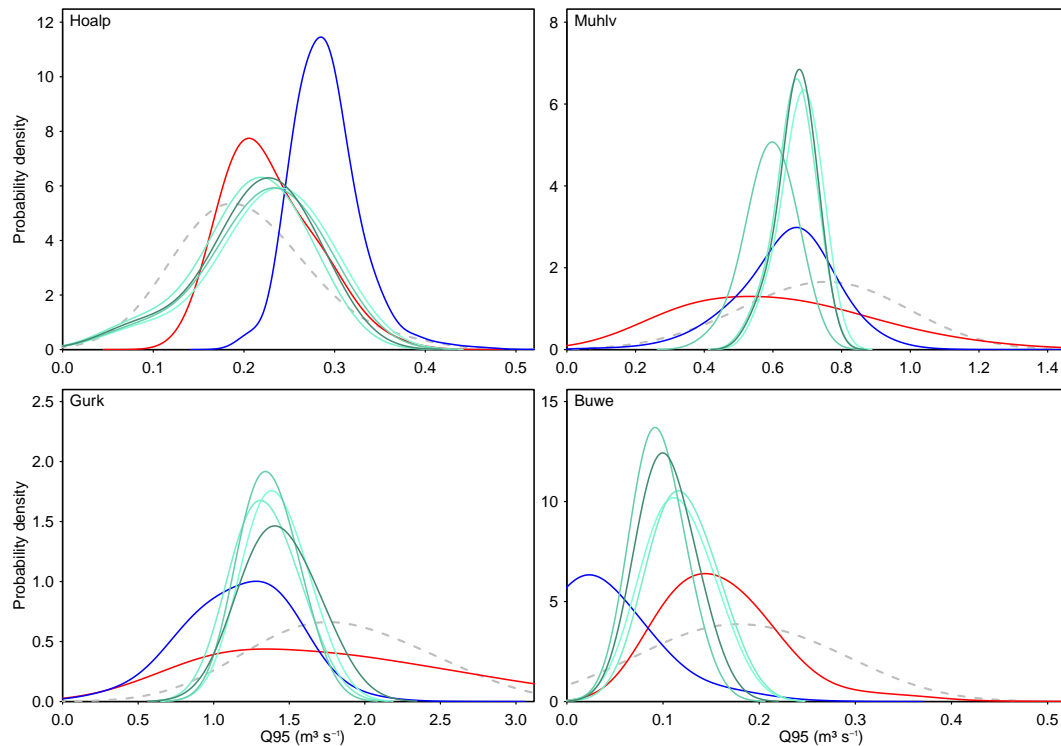 Hoalp
Muhlv
Probability density
12
10
8
6
4
2
0
0.0 0.1 0.2 0.3 0.4 0.5
8
6
4
2
0
0.0 0.2 0.4 0.6 0.8 1.0 1.2 1.4
Gurk
Buwe
Probability density
2.5
2.0
1.5
1.0
0.5
0.0
0.0 0.5 1.0 1.5 2.0 2.5 3.0
15
10
5
0
0.0 0.1 0.2 0.3 0.4 0.5
Q95 (m³ s⁻¹)
Q95 (m³ s⁻¹)